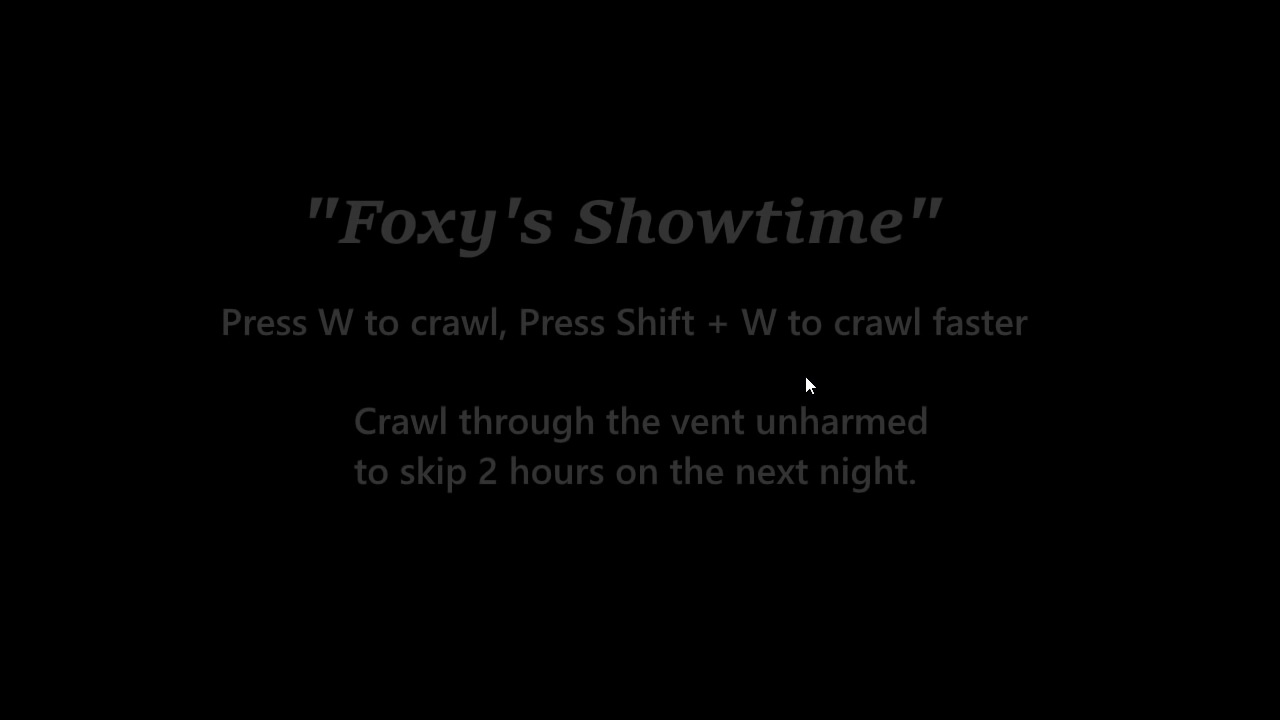 "Foxy's Showtime"
Press W to crawl, Press Shift + W to crawl faster
Crawl through the vent unharmed
to skip 2 hours on the next night.